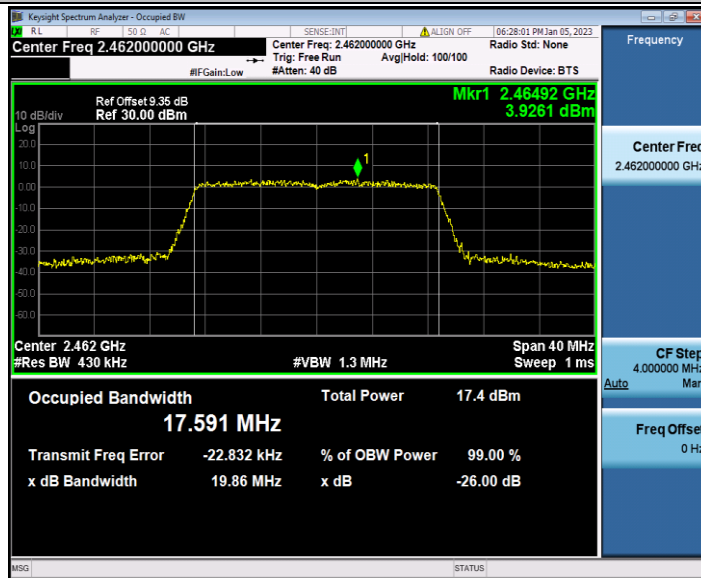 Keysight Spectrum Analyzer - Occupied BW
RL RF 50 Ω AC SENSE:INT ALIGN OFF 06:28:01 PM Jan 05, 2023
Center Freq 2.462000000 GHz
Center Freq: 2.462000000 GHz
Radio Std: None
Trig: Free Run Avg|Hold: 100/100
#IFGain:Low
#Atten: 40 dB
Radio Device: BTS
Ref Offset 9.35 dB
10 dB/div Ref 30.00 dBm
Log
Mkr1 2.46492 GHz
3.9261 dBm
20.0
10.0
1
0.00
-10.0
-20.0
-30.0
-40.0
-50.0
-60.0
Center 2.462 GHz Span 40 MHz
#Res BW 430 kHz #VBW 1.3 MHz Sweep 1 ms
Occupied Bandwidth Total Power 17.4 dBm
17.591 MHz
Transmit Freq Error -22.832 kHz % of OBW Power 99.00 %
x dB Bandwidth 19.86 MHz x dB -26.00 dB
MSG STATUS
Frequency
Center Freq
2.462000000 GHz
CF Step
4.000000 MHz
Auto Man
Freq Offset
0 Hz